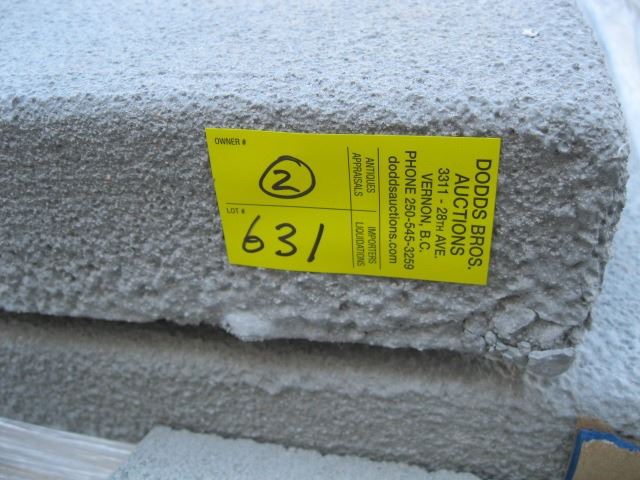 OWNER #
2
LOT #
631
ANTIQUES
APPRAISALS
IMPORTERS
LIQUIDATIONS
DODDS BROS.
AUCTIONS
3311 - 28TH AVE.
VERNON, B.C.
PHONE 250-545-3259
doddsauctions.com